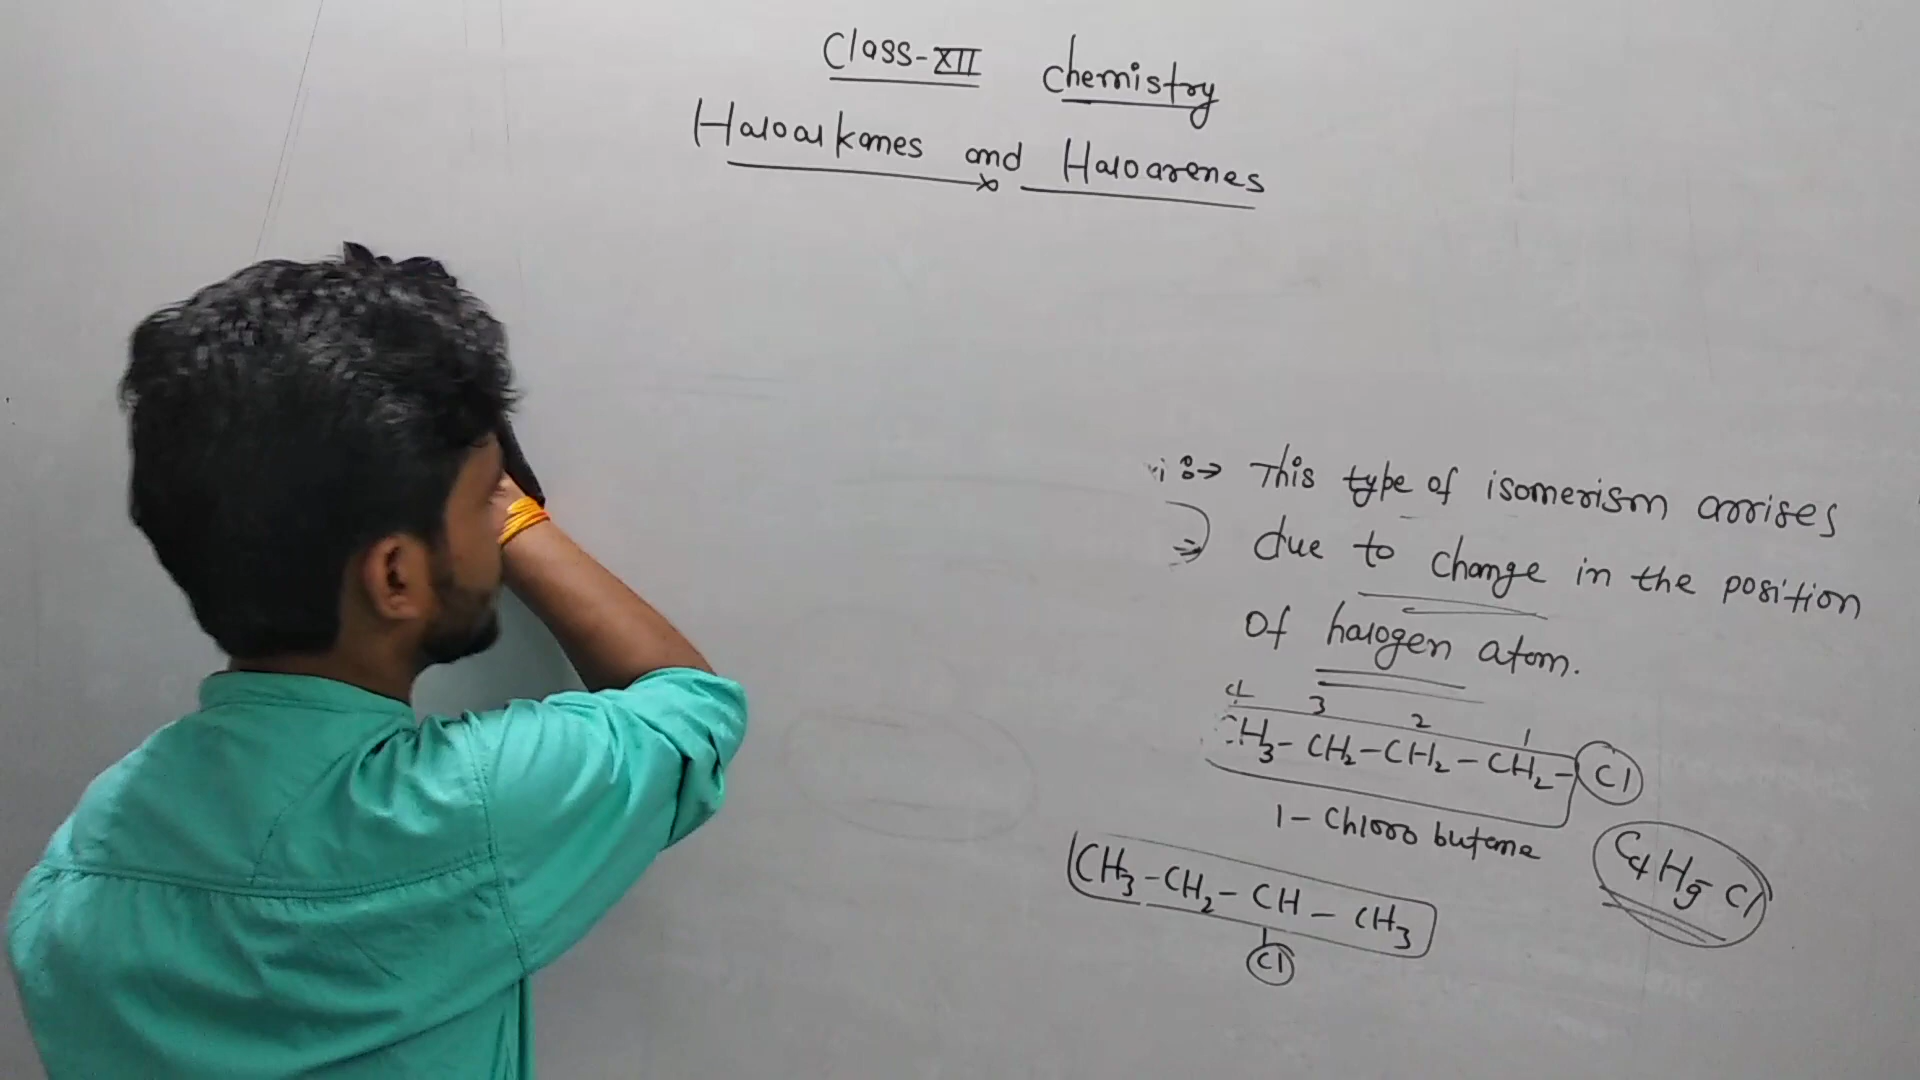 Class-XII Chemistry
Haloalkanes and Haloarenes
This type of isomerism arrises
due to change in the position
of halogen atom.
4 3 2 1
CH3-CH2-CH2-CH2-Cl
1-Chloro butane
C4H9Cl
CH3-CH2-CH-CH3
Cl